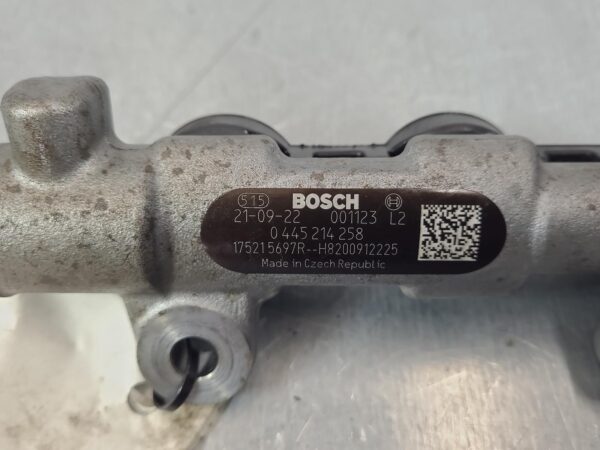 515 BOSCH
21-09-22 001123 L2
0 445 214 258
175215697R--H8200912225
Made in Czech Republic